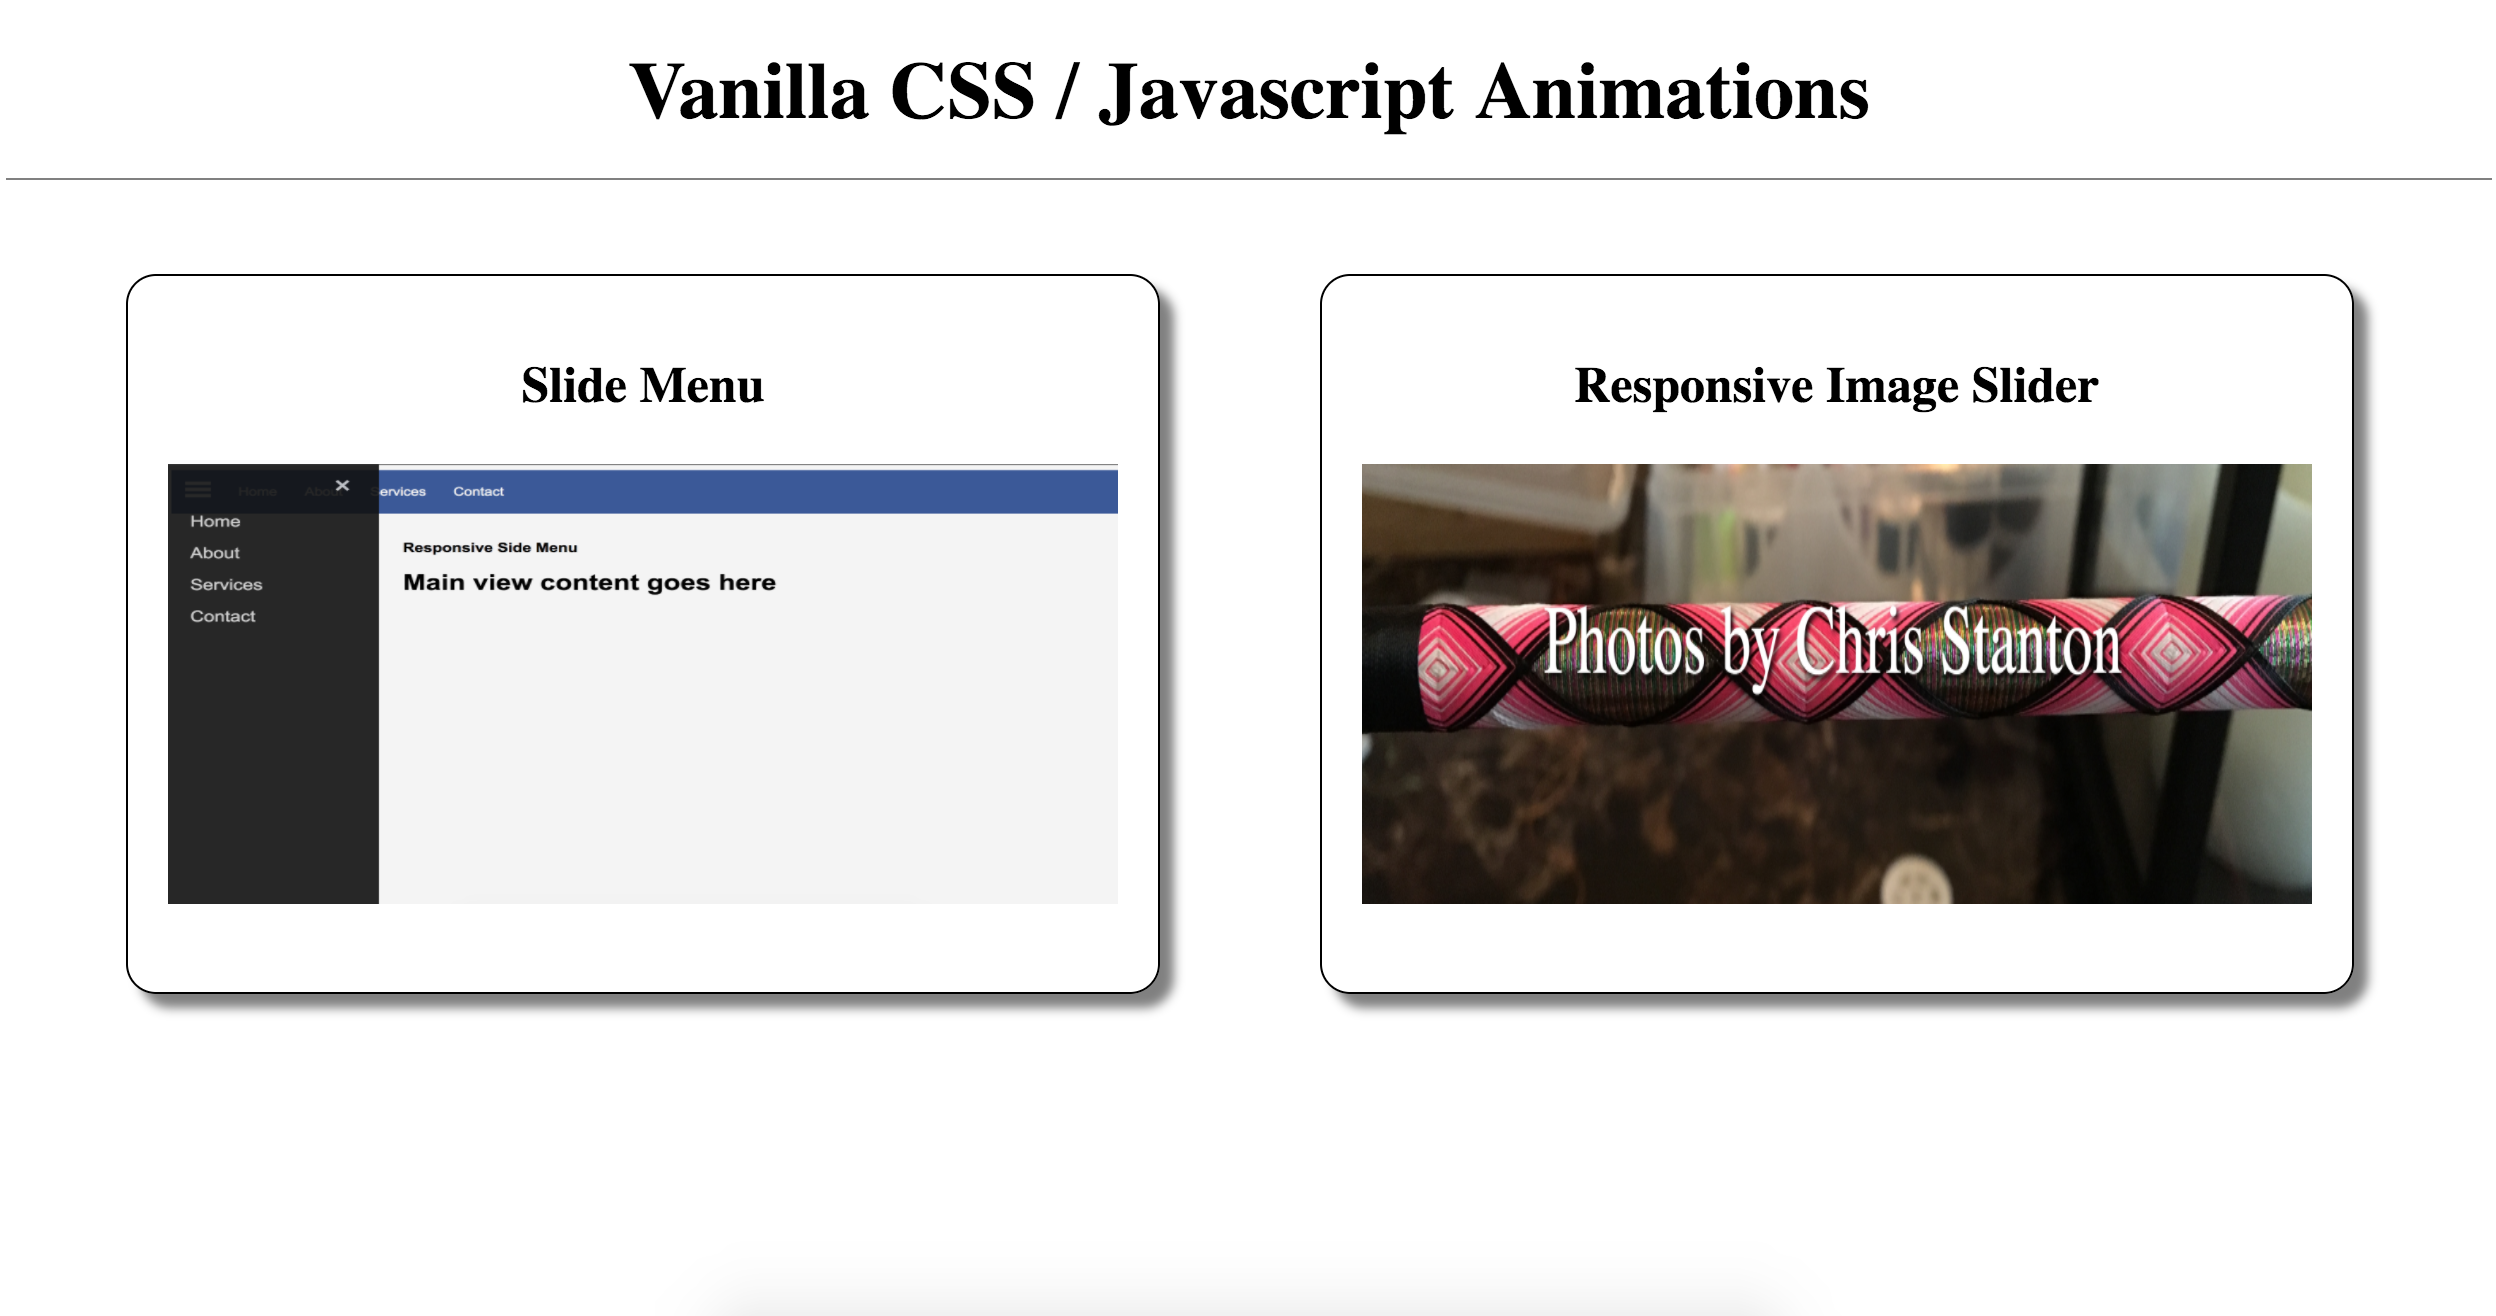 Vanilla CSS / Javascript Animations
Slide Menu
Home About Services Contact
Home
About
Services
Contact
Responsive Side Menu
Main view content goes here
Responsive Image Slider
Photos by Chris Stanton